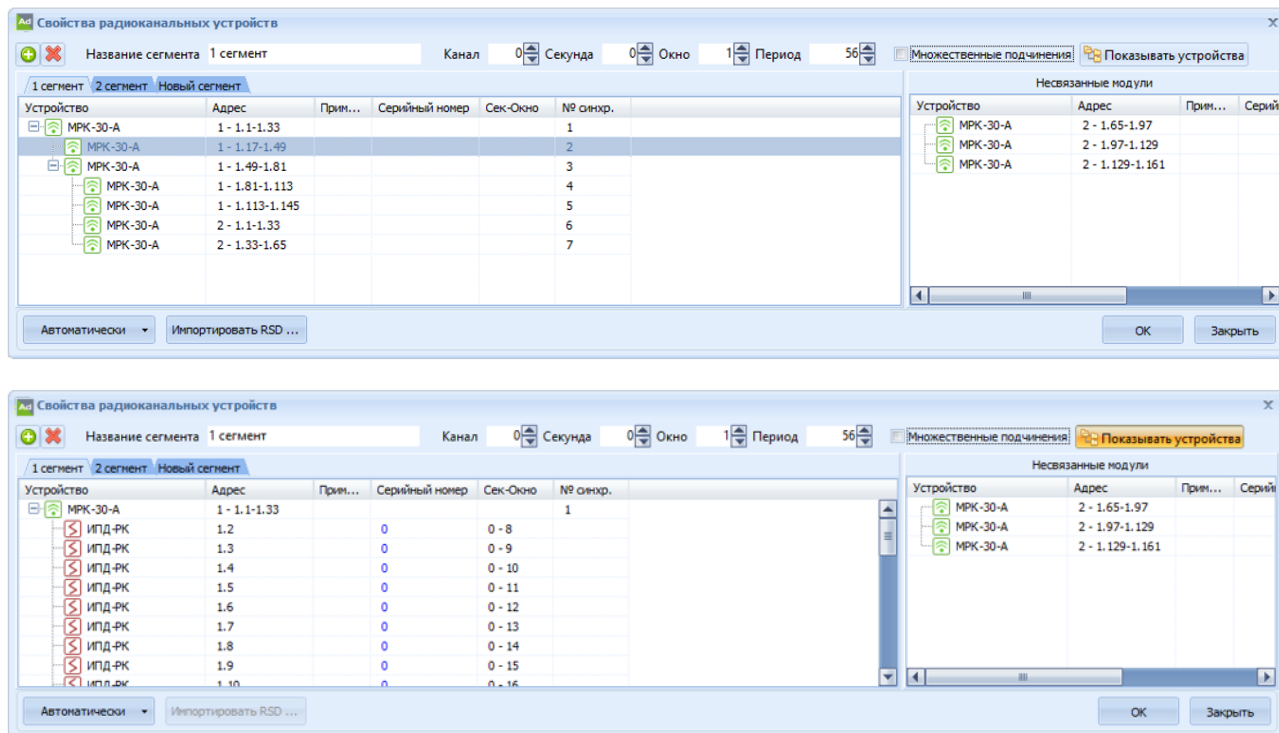 Ad Свойства радиоканальных устройств X
Название сегмента 1 сегмент Канал 0 Секунда 0 Окно 1 Период 56 Множественные подчинения Показывать устройства
1 сегмент 2 сегмент Новый сегмент Несвязанные модули
Устройство Адрес Прим... Серийный номер Сек-Окно № синхр. Устройство Адрес Прим... Серий
МРК-30-А 1 - 1.1-1.33 1 МРК-30-А 2 - 1.65-1.97
МРК-30-А 1 - 1.17-1.49 2 МРК-30-А 2 - 1.97-1.129
МРК-30-А 1 - 1.49-1.81 3 МРК-30-А 2 - 1.129-1.161
МРК-30-А 1 - 1.81-1.113 4
МРК-30-А 1 - 1.113-1.145 5
МРК-30-А 2 - 1.1-1.33 6
МРК-30-А 2 - 1.33-1.65 7
Автоматически Импортировать RSD ... ОК Закрыть
Ad Свойства радиоканальных устройств X
Название сегмента 1 сегмент Канал 0 Секунда 0 Окно 1 Период 56 Множественные подчинения Показывать устройства
1 сегмент 2 сегмент Новый сегмент Несвязанные модули
Устройство Адрес Прим... Серийный номер Сек-Окно № синхр. Устройство Адрес Прим... Серийн
МРК-30-А 1 - 1.1-1.33 1 МРК-30-А 2 - 1.65-1.97
ИПД-РК 1.2 0 0 - 8 МРК-30-А 2 - 1.97-1.129
ИПД-РК 1.3 0 0 - 9 МРК-30-А 2 - 1.129-1.161
ИПД-РК 1.4 0 0 - 10
ИПД-РК 1.5 0 0 - 11
ИПД-РК 1.6 0 0 - 12
ИПД-РК 1.7 0 0 - 13
ИПД-РК 1.8 0 0 - 14
ИПД-РК 1.9 0 0 - 15
ИПД-РК 1.10 0 0 - 16
Автоматически Импортировать RSD ... ОК Закрыть